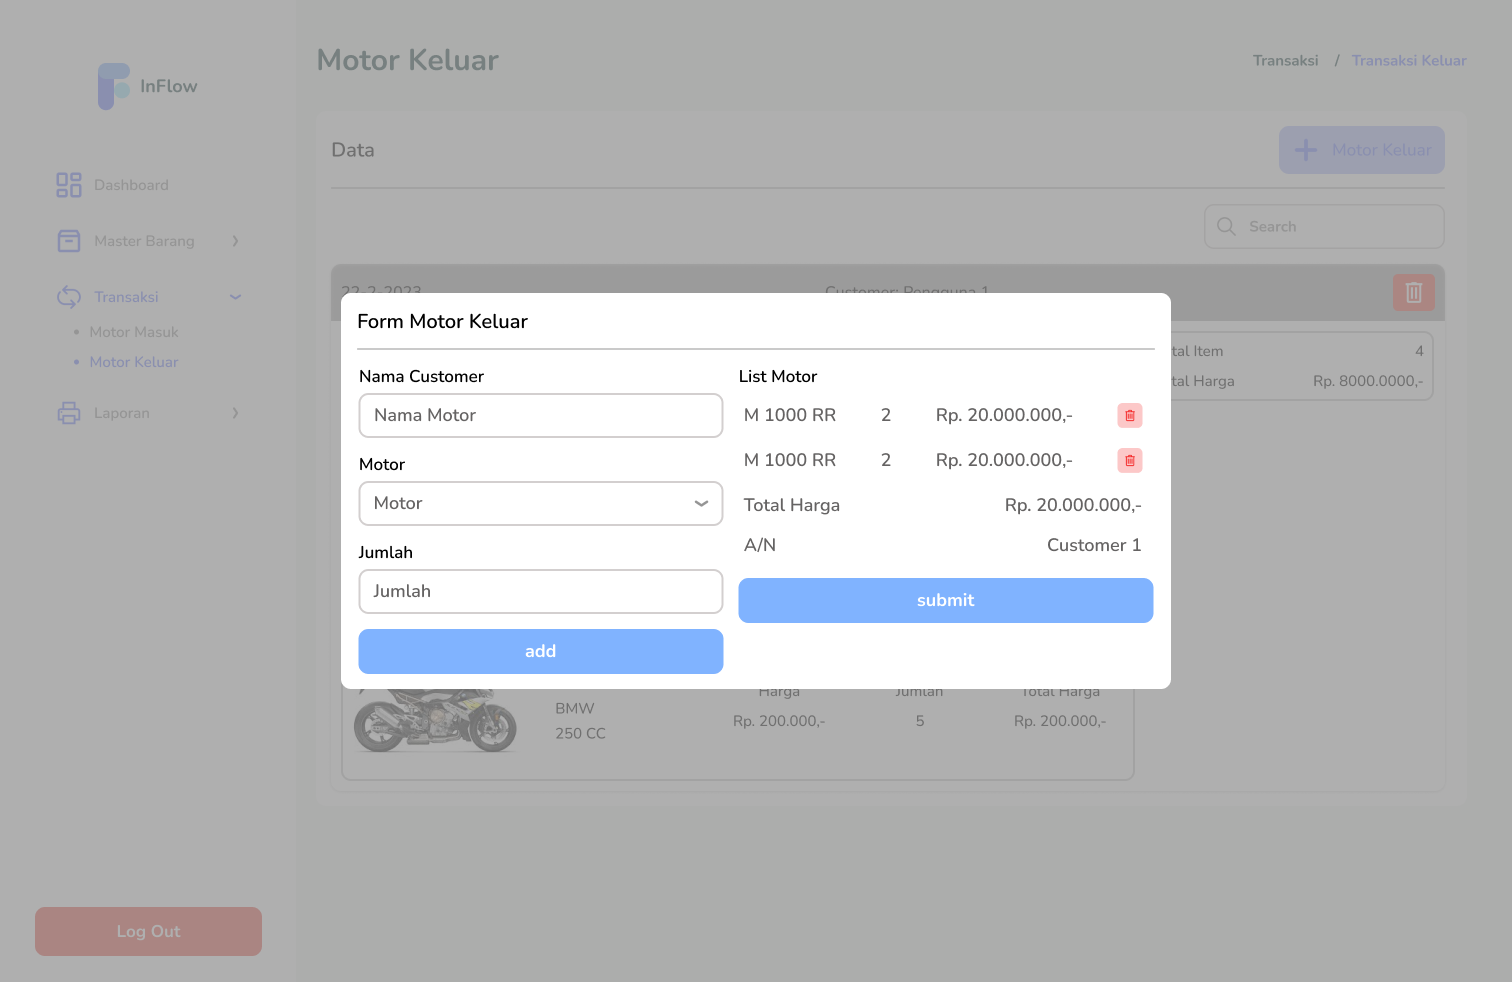 InFlow
Dashboard
Master Barang
Transaksi
Motor Masuk
Motor Keluar
Laporan
Log Out
Motor Keluar
Transaksi / Transaksi Keluar
Data
Motor Keluar
Search
22-2-2023 Customer: Pengguna 1
tal Item 4
tal Harga Rp. 8000.0000,-
Form Motor Keluar
Nama Customer
Nama Motor
Motor
Motor
Jumlah
Jumlah
add
List Motor
M 1000 RR 2 Rp. 20.000.000,-
M 1000 RR 2 Rp. 20.000.000,-
Total Harga Rp. 20.000.000,-
A/N Customer 1
submit
Harga Jumlah Total Harga
BMW
Rp. 200.000,- 5 Rp. 200.000,-
250 CC